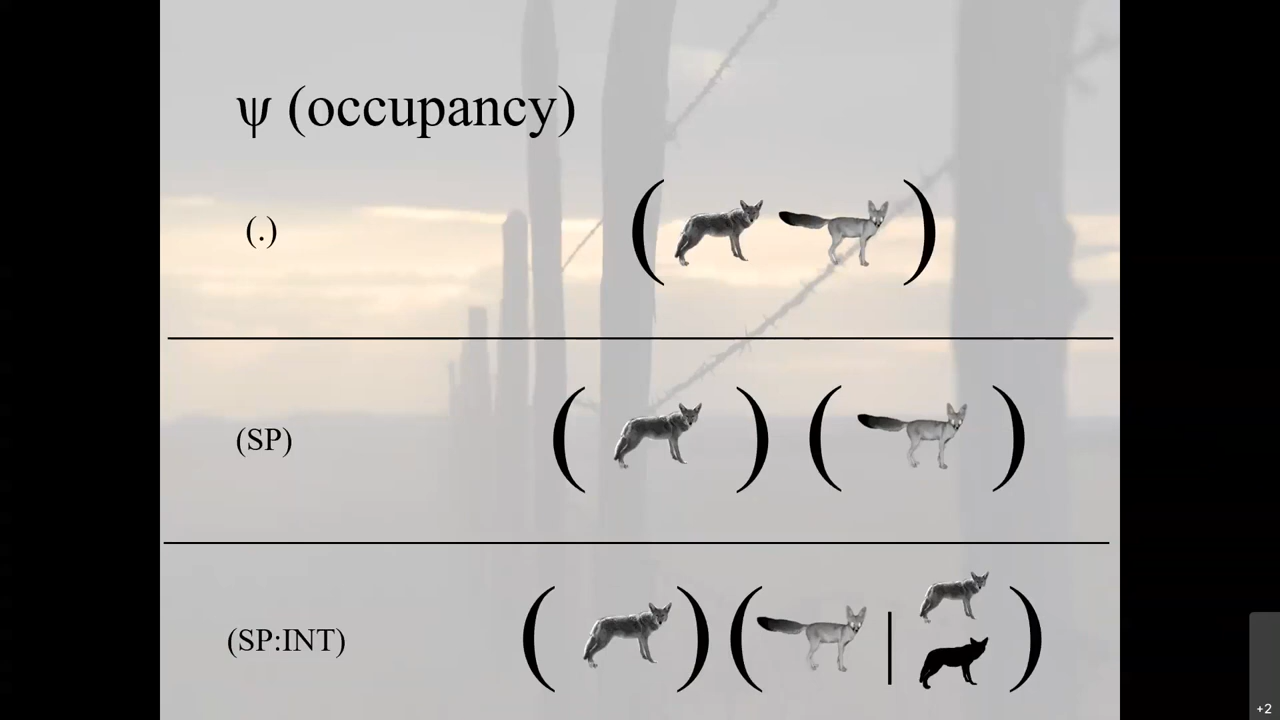 ψ (occupancy)
(.)
(SP)
(SP:INT)
+2